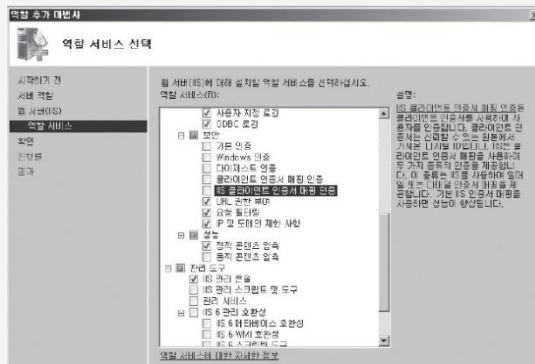 역할 추가 마법사
역할 서비스 선택
시작하기 전
서버 역할
웹 서버(IIS)
역할 서비스
확인
진행률
결과
웹 서버(IIS)에 대해 설치할 역할 서비스를 선택하십시오.
역할 서비스(R):
사용자 지정 로깅
ODBC 로깅
보안
기본 인증
Windows 인증
다이제스트 인증
클라이언트 인증서 매핑 인증
IIS 클라이언트 인증서 매핑 인증
URL 권한 부여
요청 필터링
IP 및 도메인 제한 사항
성능
정적 콘텐츠 압축
동적 콘텐츠 압축
관리 도구
IIS 관리 콘솔
IIS 관리 스크립트 및 도구
관리 서비스
IIS 6 관리 호환성
IIS 6 메타베이스 호환성
IIS 6 WMI 호환성
IIS 6 스크립팅 도구
역할 서비스에 대한 자세한 정보
설명:
IIS 클라이언트 인증서 매핑 인증은
클라이언트 인증서를 사용하여 사
용자를 인증합니다. 클라이언트 인
증서는 신뢰할 수 있는 원본에서
가져온 디지털 ID입니다. IIS는 클
라이언트 인증서 매핑을 사용하여
두 가지 종류의 인증을 제공합니
다. 이 종류는 IIS를 사용하여 일대
일 또는 다대일 인증서 매핑을 제
공합니다. 기본 IIS 인증서 매핑을
사용하면 성능이 향상됩니다.